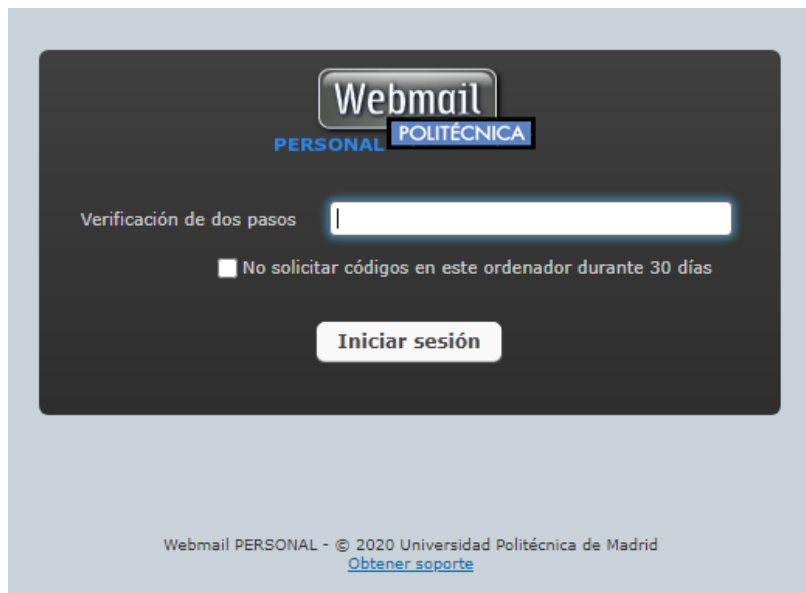 Webmail
POLITÉCNICA
PERSONAL
Verificación de dos pasos
No solicitar códigos en este ordenador durante 30 días
Iniciar sesión
Webmail PERSONAL - © 2020 Universidad Politécnica de Madrid
Obtener soporte